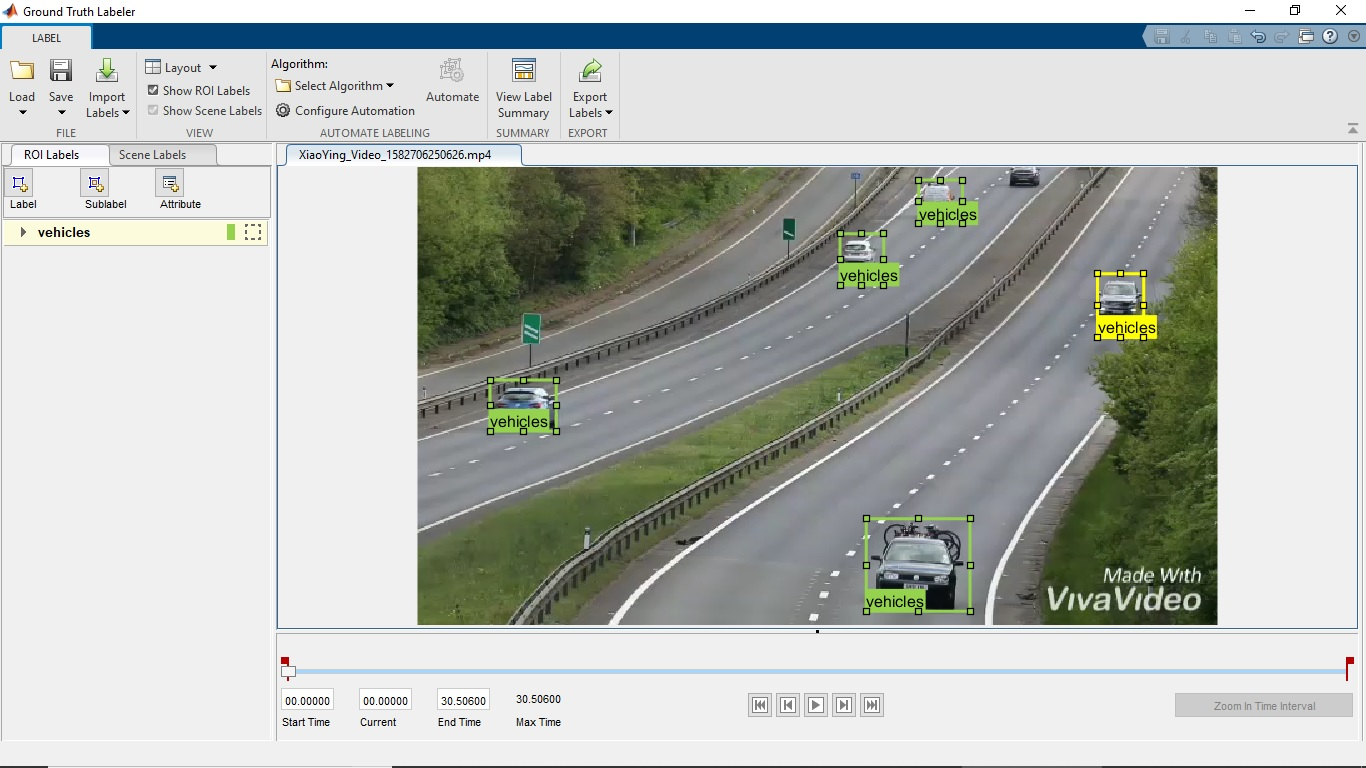 Ground Truth Labeler
LABEL
Load
Save
Import
Labels
FILE
Layout
Show ROI Labels
Show Scene Labels
VIEW
Algorithm:
Select Algorithm
Configure Automation
Automate
AUTOMATE LABELING
View Label
Summary
SUMMARY
Export
Labels
EXPORT
ROI Labels
Scene Labels
Label
Sublabel
Attribute
vehicles
XiaoYing_Video_1582706250626.mp4
vehicles
vehicles
vehicles
vehicles
vehicles
Made With
VivaVideo
00.00000
00.00000
30.50600
30.50600
Start Time
Current
End Time
Max Time
Zoom In Time Interval